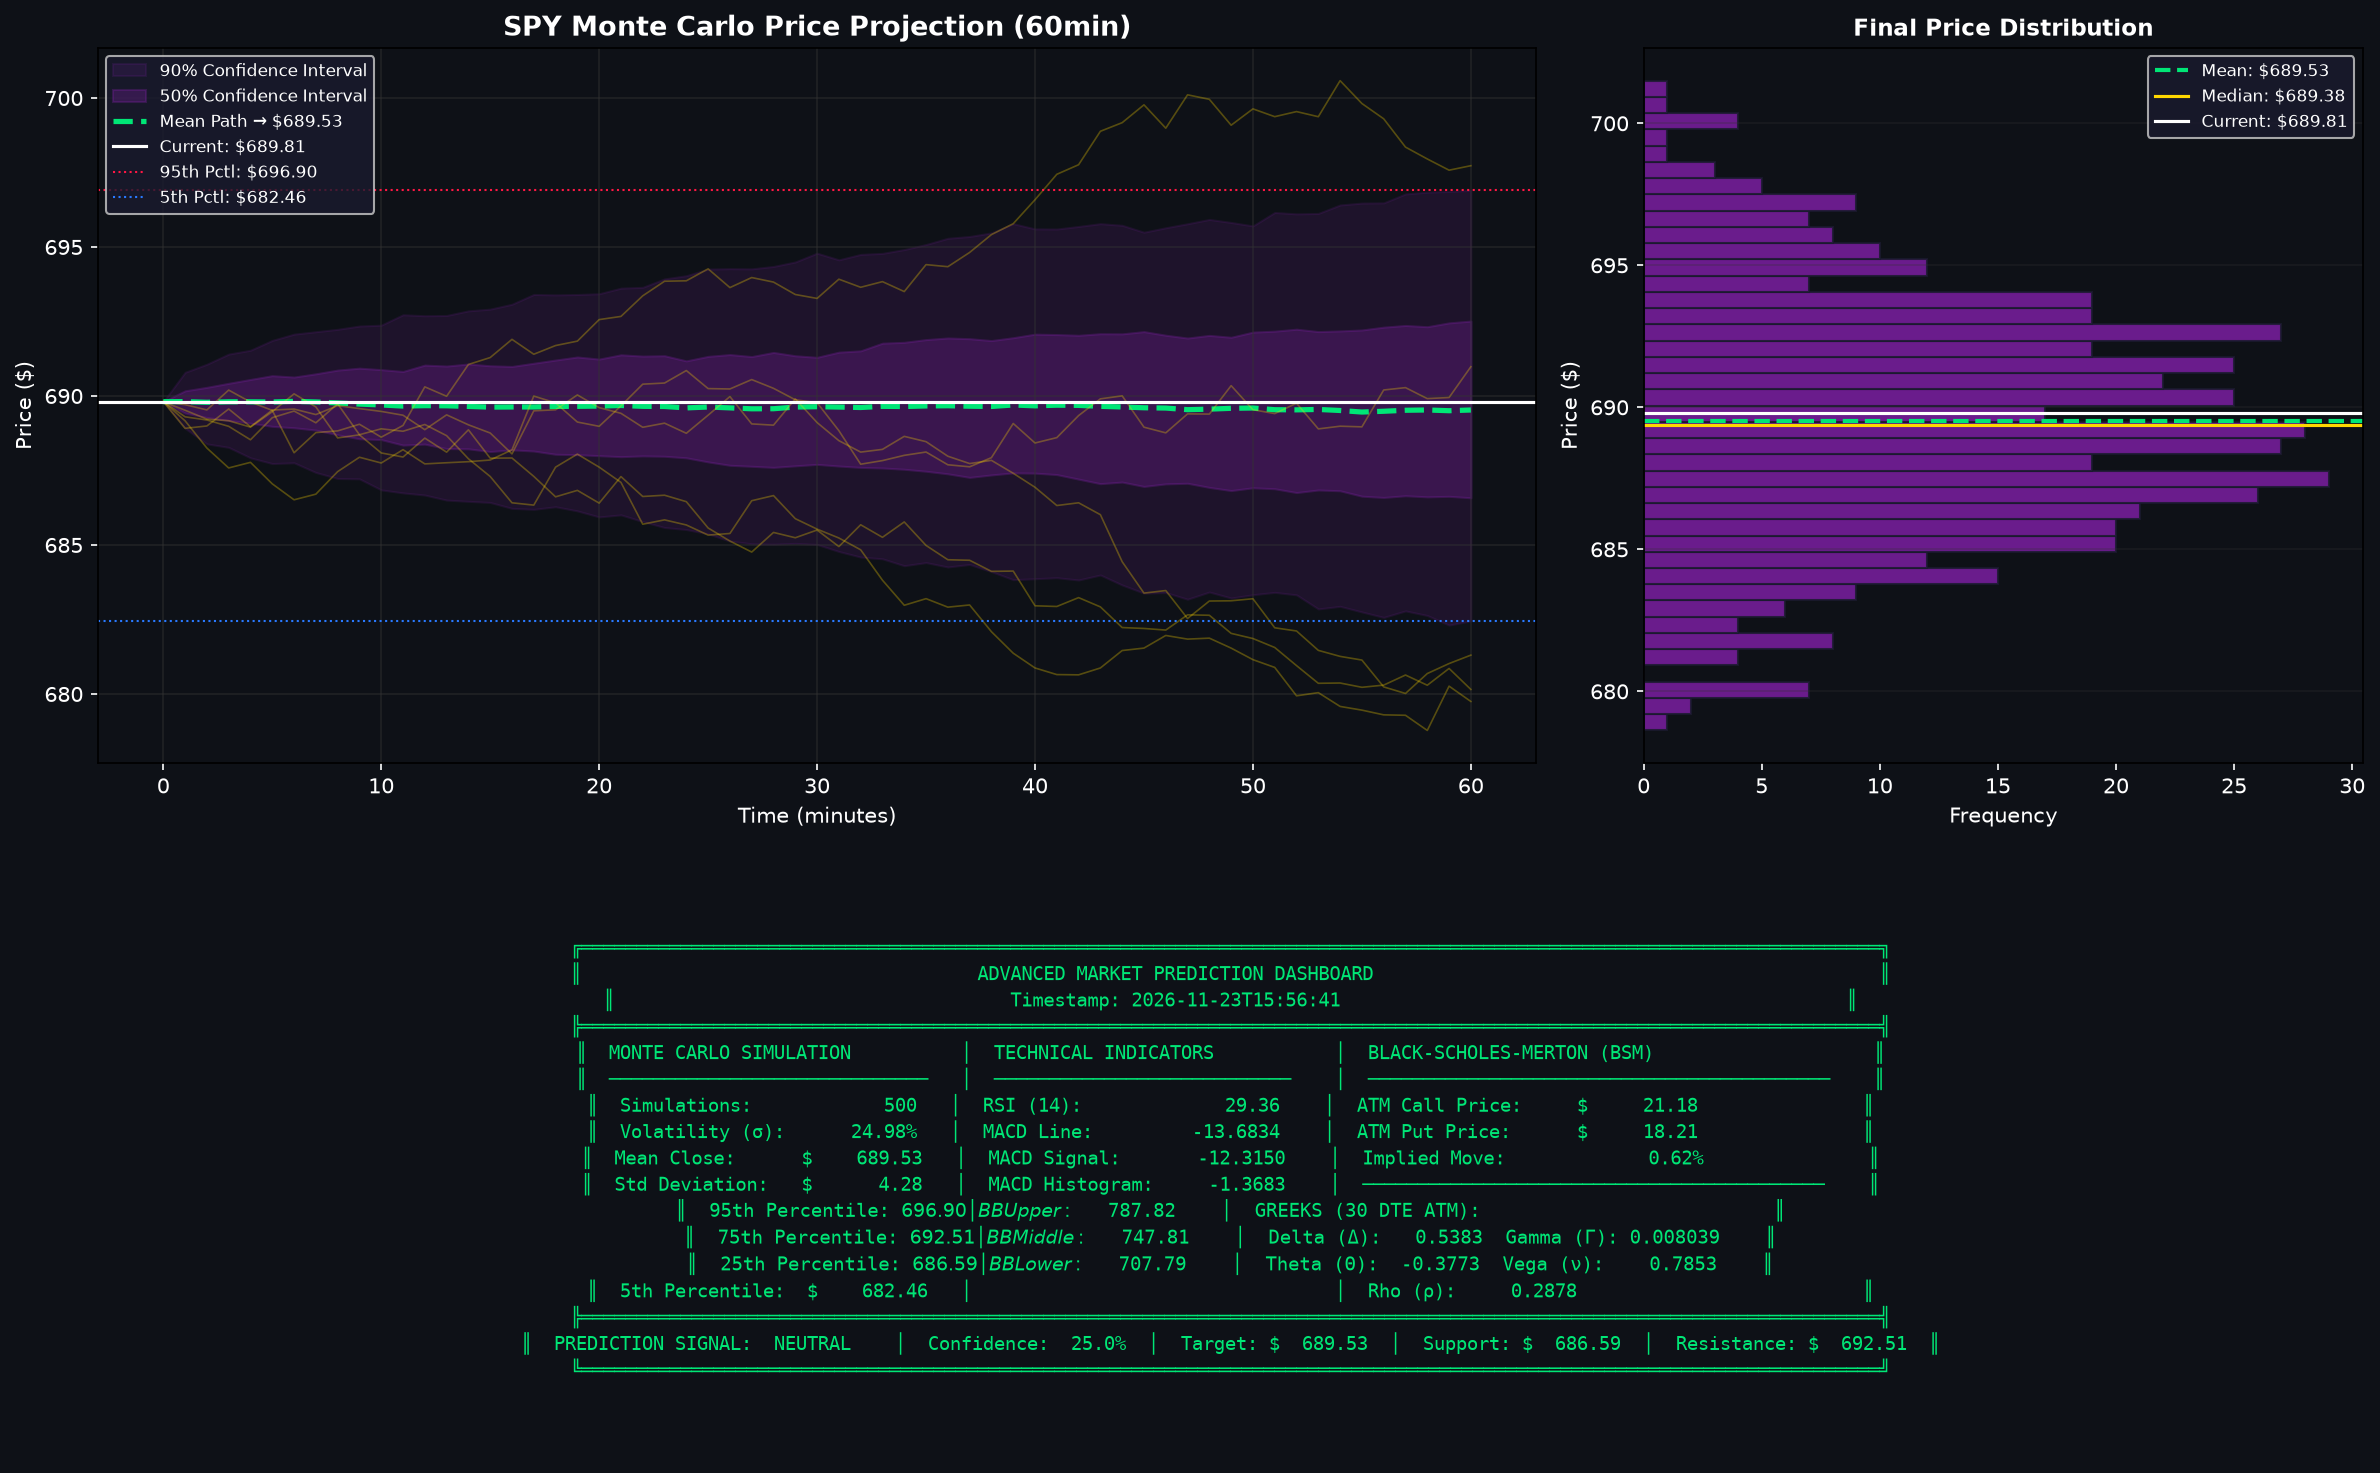 SPY Monte Carlo Price Projection (60min)
90% Confidence Interval
50% Confidence Interval
Mean Path → $689.53
Current: $689.81
95th Pctl: $696.90
5th Pctl: $682.46
Price ($)
700
695
690
685
680
0 10 20 30 40 50 60
Time (minutes)
Final Price Distribution
Mean: $689.53
Median: $689.38
Current: $689.81
Price ($)
700
695
690
685
680
0 5 10 15 20 25 30
Frequency
ADVANCED MARKET PREDICTION DASHBOARD
Timestamp: 2026-11-23T15:56:41
MONTE CARLO SIMULATION │ TECHNICAL INDICATORS │ BLACK-SCHOLES-MERTON (BSM)
Simulations: 500 │ RSI (14): 29.36 │ ATM Call Price: $ 21.18
Volatility (σ): 24.98% │ MACD Line: -13.6834 │ ATM Put Price: $ 18.21
Mean Close: $ 689.53 │ MACD Signal: -12.3150 │ Implied Move: 0.62%
Std Deviation: $ 4.28 │ MACD Histogram: -1.3683 │
95th Percentile: 696.90│BBUpper: 787.82 │ GREEKS (30 DTE ATM):
75th Percentile: 692.51│BBMiddle: 747.81 │ Delta (Δ): 0.5383 Gamma (Γ): 0.008039
25th Percentile: 686.59│BBLower: 707.79 │ Theta (Θ): -0.3773 Vega (ν): 0.7853
5th Percentile: $ 682.46 │ │ Rho (ρ): 0.2878
PREDICTION SIGNAL: NEUTRAL │ Confidence: 25.0% │ Target: $ 689.53 │ Support: $ 686.59 │ Resistance: $ 692.51